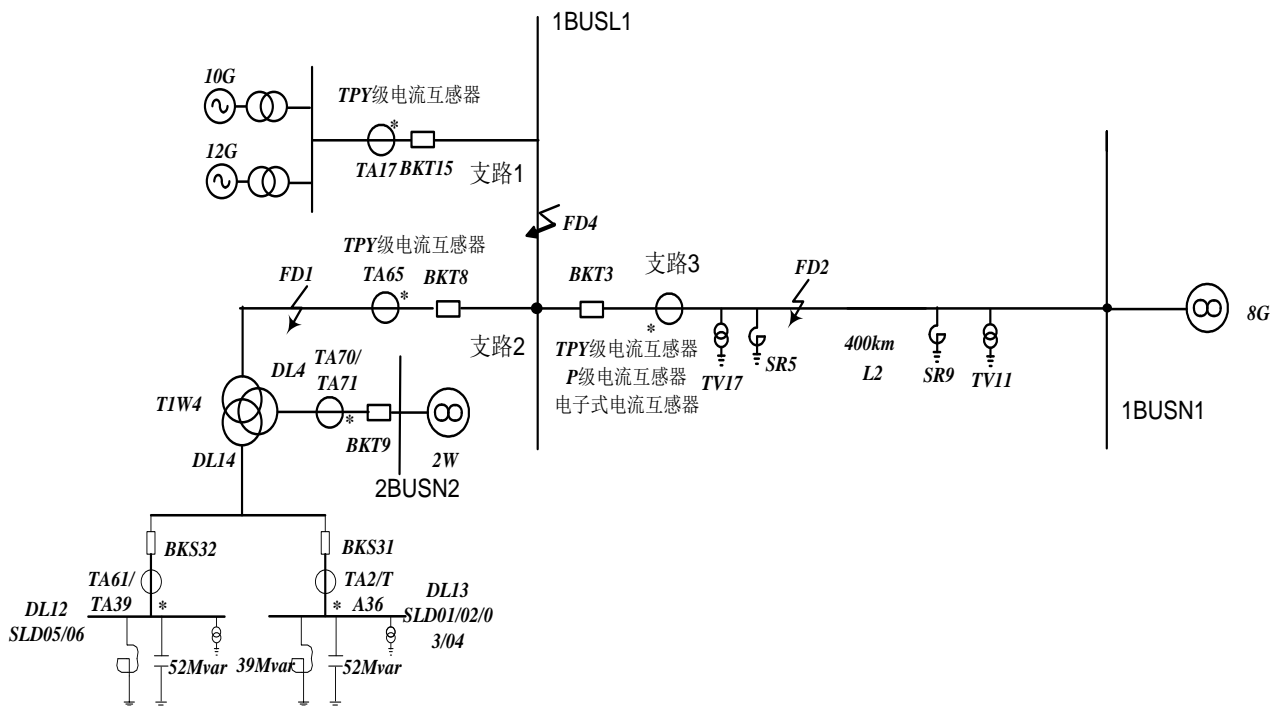 1BUSL1
10G
TPY级电流互感器
12G
TA17 BKT15
支路1
FD4
TPY级电流互感器
FD1
TA65
BKT8
BKT3
支路3
FD2
8G
支路2
TPY级电流互感器
P级电流互感器
电子式电流互感器
TV17
SR5
400km
L2
SR9
TV11
DL4
TA70/
TA71
T1W4
BKT9
2W
1BUSN1
DL14
2BUSN2
BKS32
BKS31
TA61/
TA39
TA2/T
A36
DL12
SLD05/06
DL13
SLD01/02/0
3/04
52Mvar
39Mvar
52Mvar